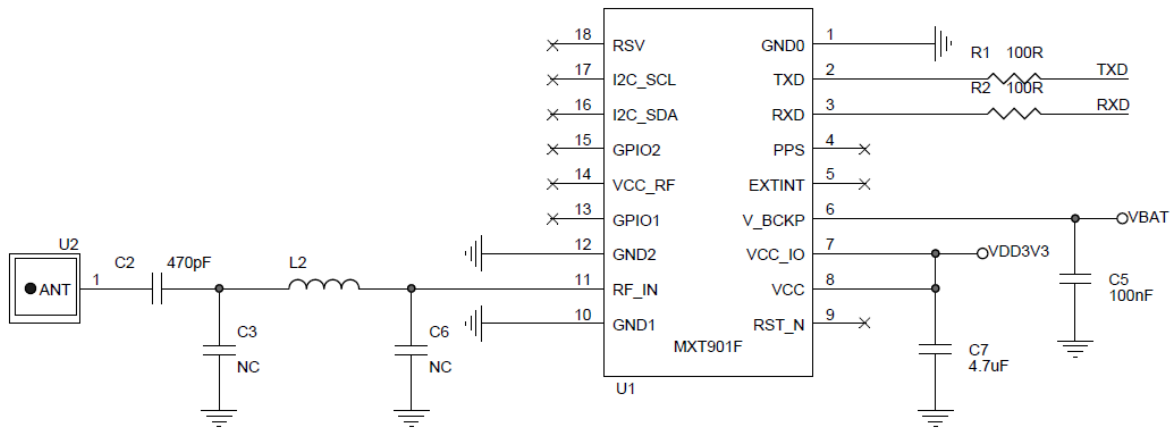 18 RSV GND0 1
R1 100R
17 I2C_SCL TXD 2 TXD
R2 100R
16 I2C_SDA RXD 3 RXD
15 GPIO2 PPS 4
14 VCC_RF EXTINT 5
13 GPIO1 V_BCKP 6 VBAT
U2
12 GND2 VCC_IO 7 VDD3V3
C2 470pF L2
ANT 1 11 RF_IN VCC 8
C5
100nF
10 GND1 RST_N 9
C3
NC
C6
NC
MXT901F
C7
4.7uF
U1